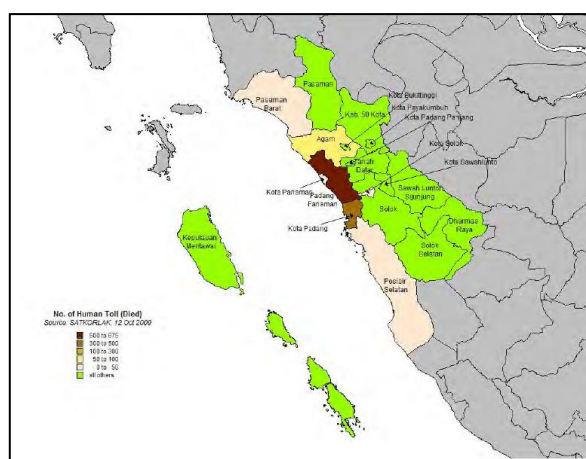 Pasaman
Pasaman
Barat
Kota Bukittinggi
Kab. 50 Kota
Kota Payakumbuh
Kota Padang Panjang
Agam
Kota Solok
Tanah
Datar
Kota Sawahlunto
Kota Pariaman
Padang
Pariaman
Sawah Lunto
Sijunjung
Solok
Kota Padang
Dharmas
Raya
Solok
Selatan
Kepulauan
Mentawai
Pesisir
Selatan
No. of Human Toll (Died)
Source: SATKORLAK, 12 Oct 2009
500 to 675
300 to 500
100 to 300
50 to 100
0 to 50
all others